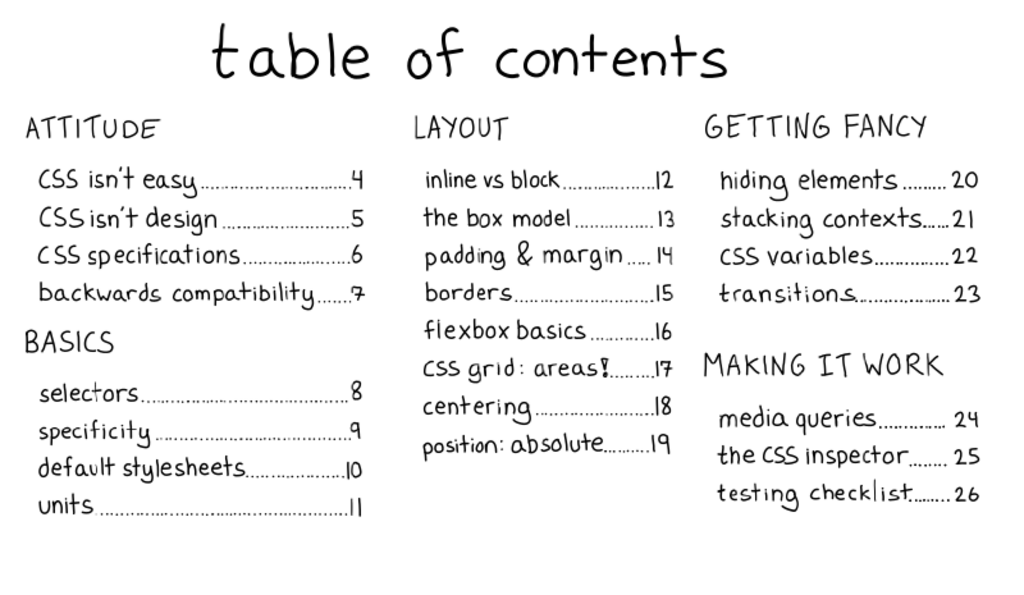 table of contents
ATTITUDE
CSS isn't easy..............................4
CSS isn't design..........................5
CSS specifications.....................6
backwards compatibility.......7
BASICS
selectors..........................................8
specificity.......................................9
default stylesheets....................10
units..................................................11
LAYOUT
inline vs block..................12
the box model................13
padding & margin..... 14
borders............................15
flexbox basics.............16
CSS grid: areas!.........17
centering........................18
position: absolute.........19
GETTING FANCY
hiding elements........20
stacking contexts......21
CSS variables...............22
transitions...................23
MAKING IT WORK
media queries............. 24
the CSS inspector........ 25
testing checklist........26